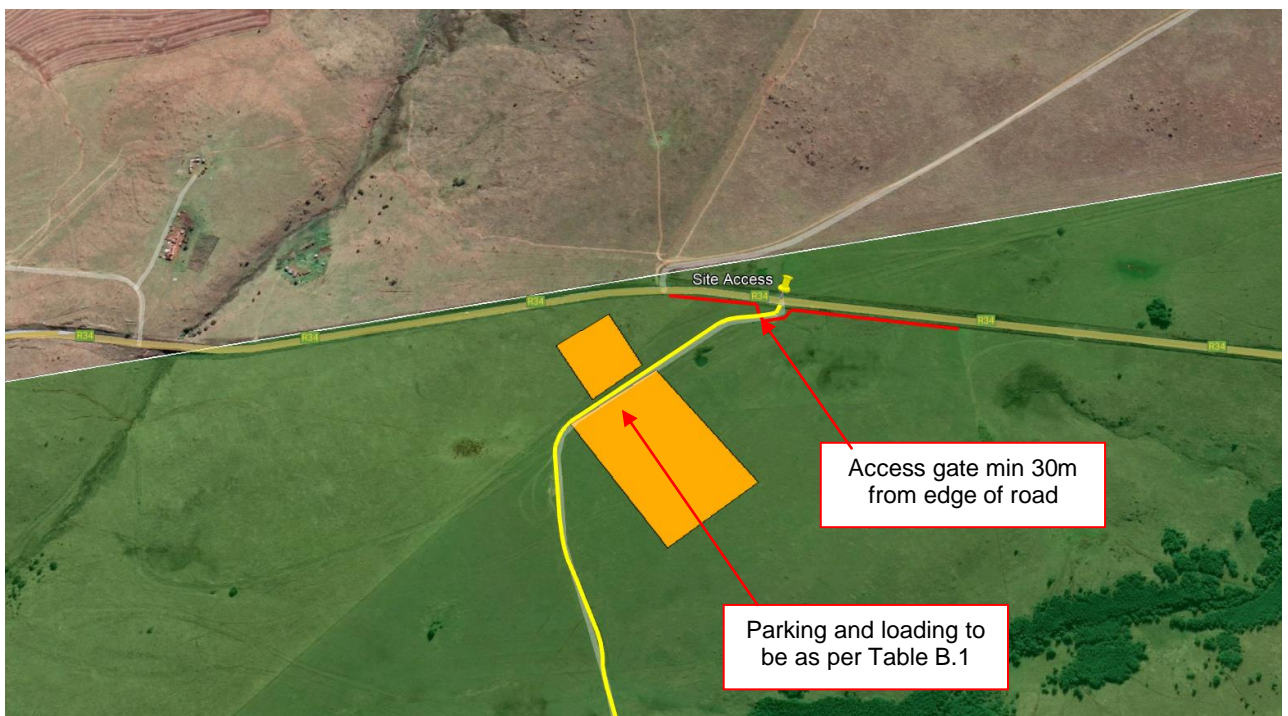 Site Access
R34
R34
R34
R34
R34
Access gate min 30m
from edge of road
Parking and loading to
be as per Table B.1